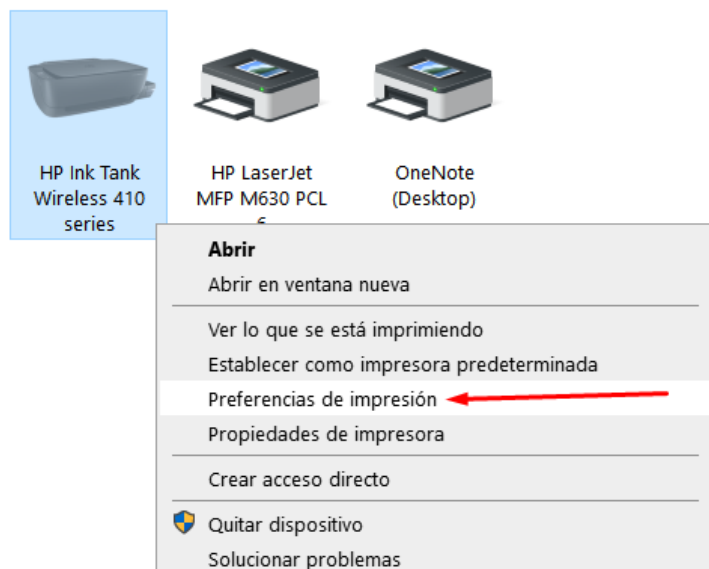 HP Ink Tank
Wireless 410
series
HP LaserJet
MFP M630 PCL
OneNote
(Desktop)
Abrir
Abrir en ventana nueva
Ver lo que se está imprimiendo
Establecer como impresora predeterminada
Preferencias de impresión
Propiedades de impresora
Crear acceso directo
Quitar dispositivo
Solucionar problemas